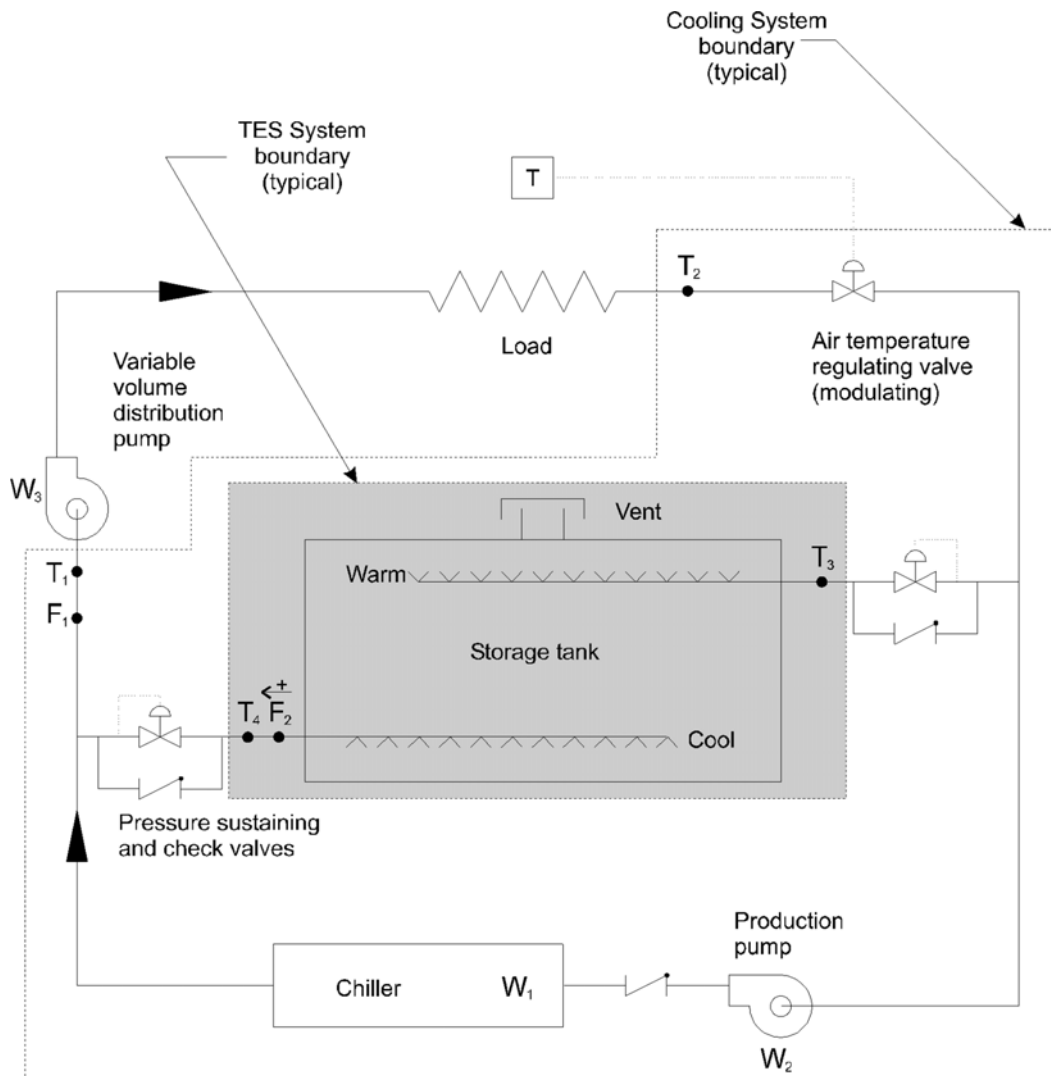 Cooling System
boundary
(typical)
TES System
boundary
(typical)
T
T2
Load
Air temperature
regulating valve
(modulating)
Variable
volume
distribution
pump
W3
Vent
T1
Warm
T3
F1
Storage tank
+
T4 F2
Cool
Pressure sustaining
and check valves
Production
pump
Chiller W1
W2